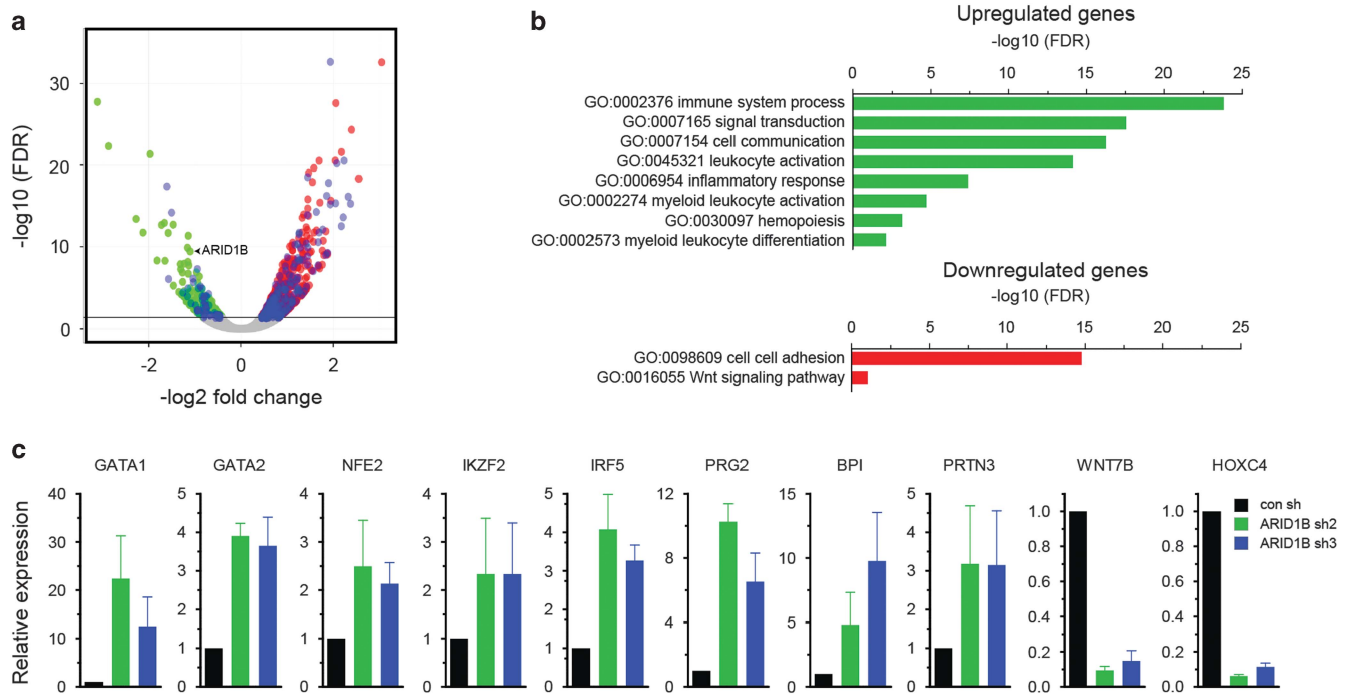 a
-log10 (FDR)
30
20
10
0
ARID1B
-2
0
2
-log2 fold change
b
Upregulated genes
-log10 (FDR)
0 5 10 15 20 25
GO:0002376 immune system process
GO:0007165 signal transduction
GO:0007154 cell communication
GO:0045321 leukocyte activation
GO:0006954 inflammatory response
GO:0002274 myeloid leukocyte activation
GO:0030097 hemopoiesis
GO:0002573 myeloid leukocyte differentiation
Downregulated genes
-log10 (FDR)
0 5 10 15 20 25
GO:0098609 cell cell adhesion
GO:0016055 Wnt signaling pathway
c
Relative expression
GATA1
40
30
20
10
0
GATA2
5
4
3
2
1
0
NFE2
4
3
2
1
0
IKZF2
4
3
2
1
0
IRF5
5
4
3
2
1
0
PRG2
12
9
6
3
0
BPI
15
10
5
0
PRTN3
5
4
3
2
1
0
WNT7B
1.0
0.8
0.6
0.4
0.2
0.0
HOXC4
1.0
0.8
0.6
0.4
0.2
0.0
con sh
ARID1B sh2
ARID1B sh3